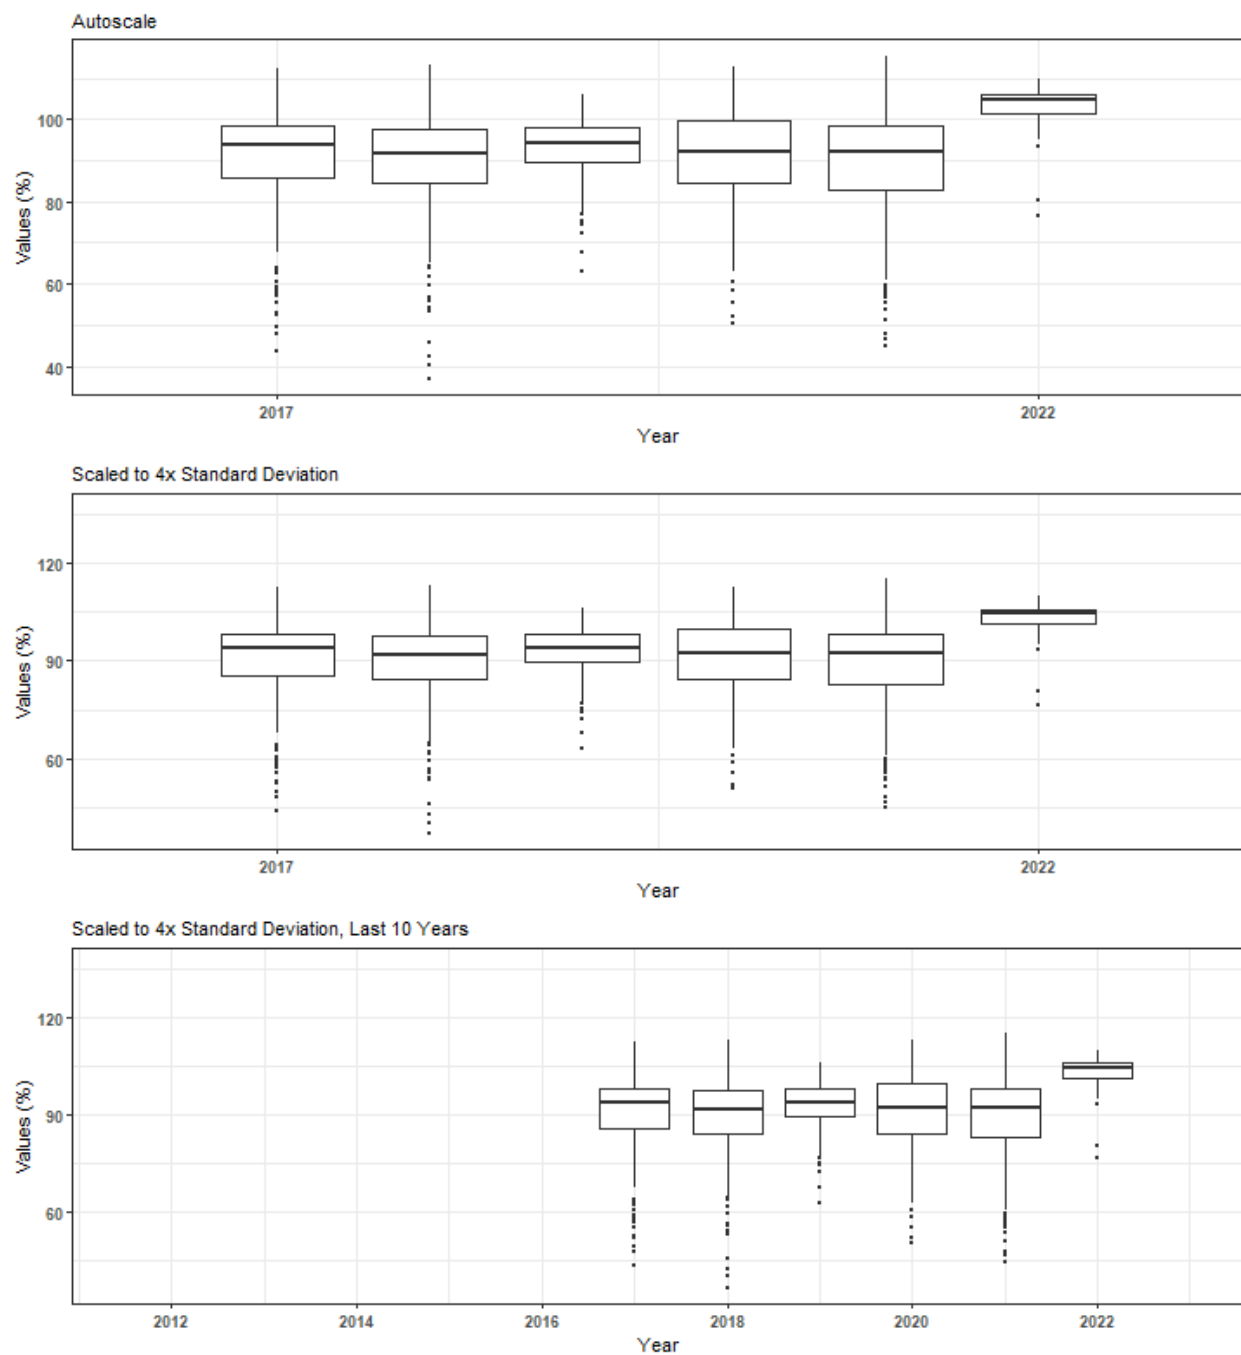 Autoscale
100
80
60
40
Values (%)
2017 2022
Year
Scaled to 4x Standard Deviation
120
90
60
Values (%)
2017 2022
Year
Scaled to 4x Standard Deviation, Last 10 Years
120
90
60
Values (%)
2012 2014 2016 2018 2020 2022
Year